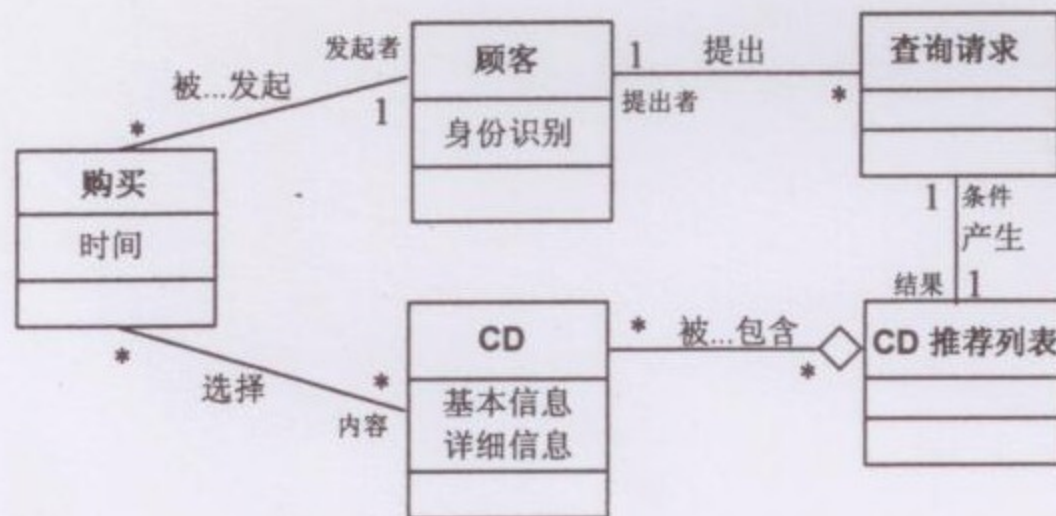 发起者
顾客
1
提出
查询请求
被...发起
1
提出者
*
*
身份识别
购买
时间
1
条件
产生
结果
1
*
选择
*
内容
CD
基本信息
详细信息
*
被...包含
*
CD 推荐列表